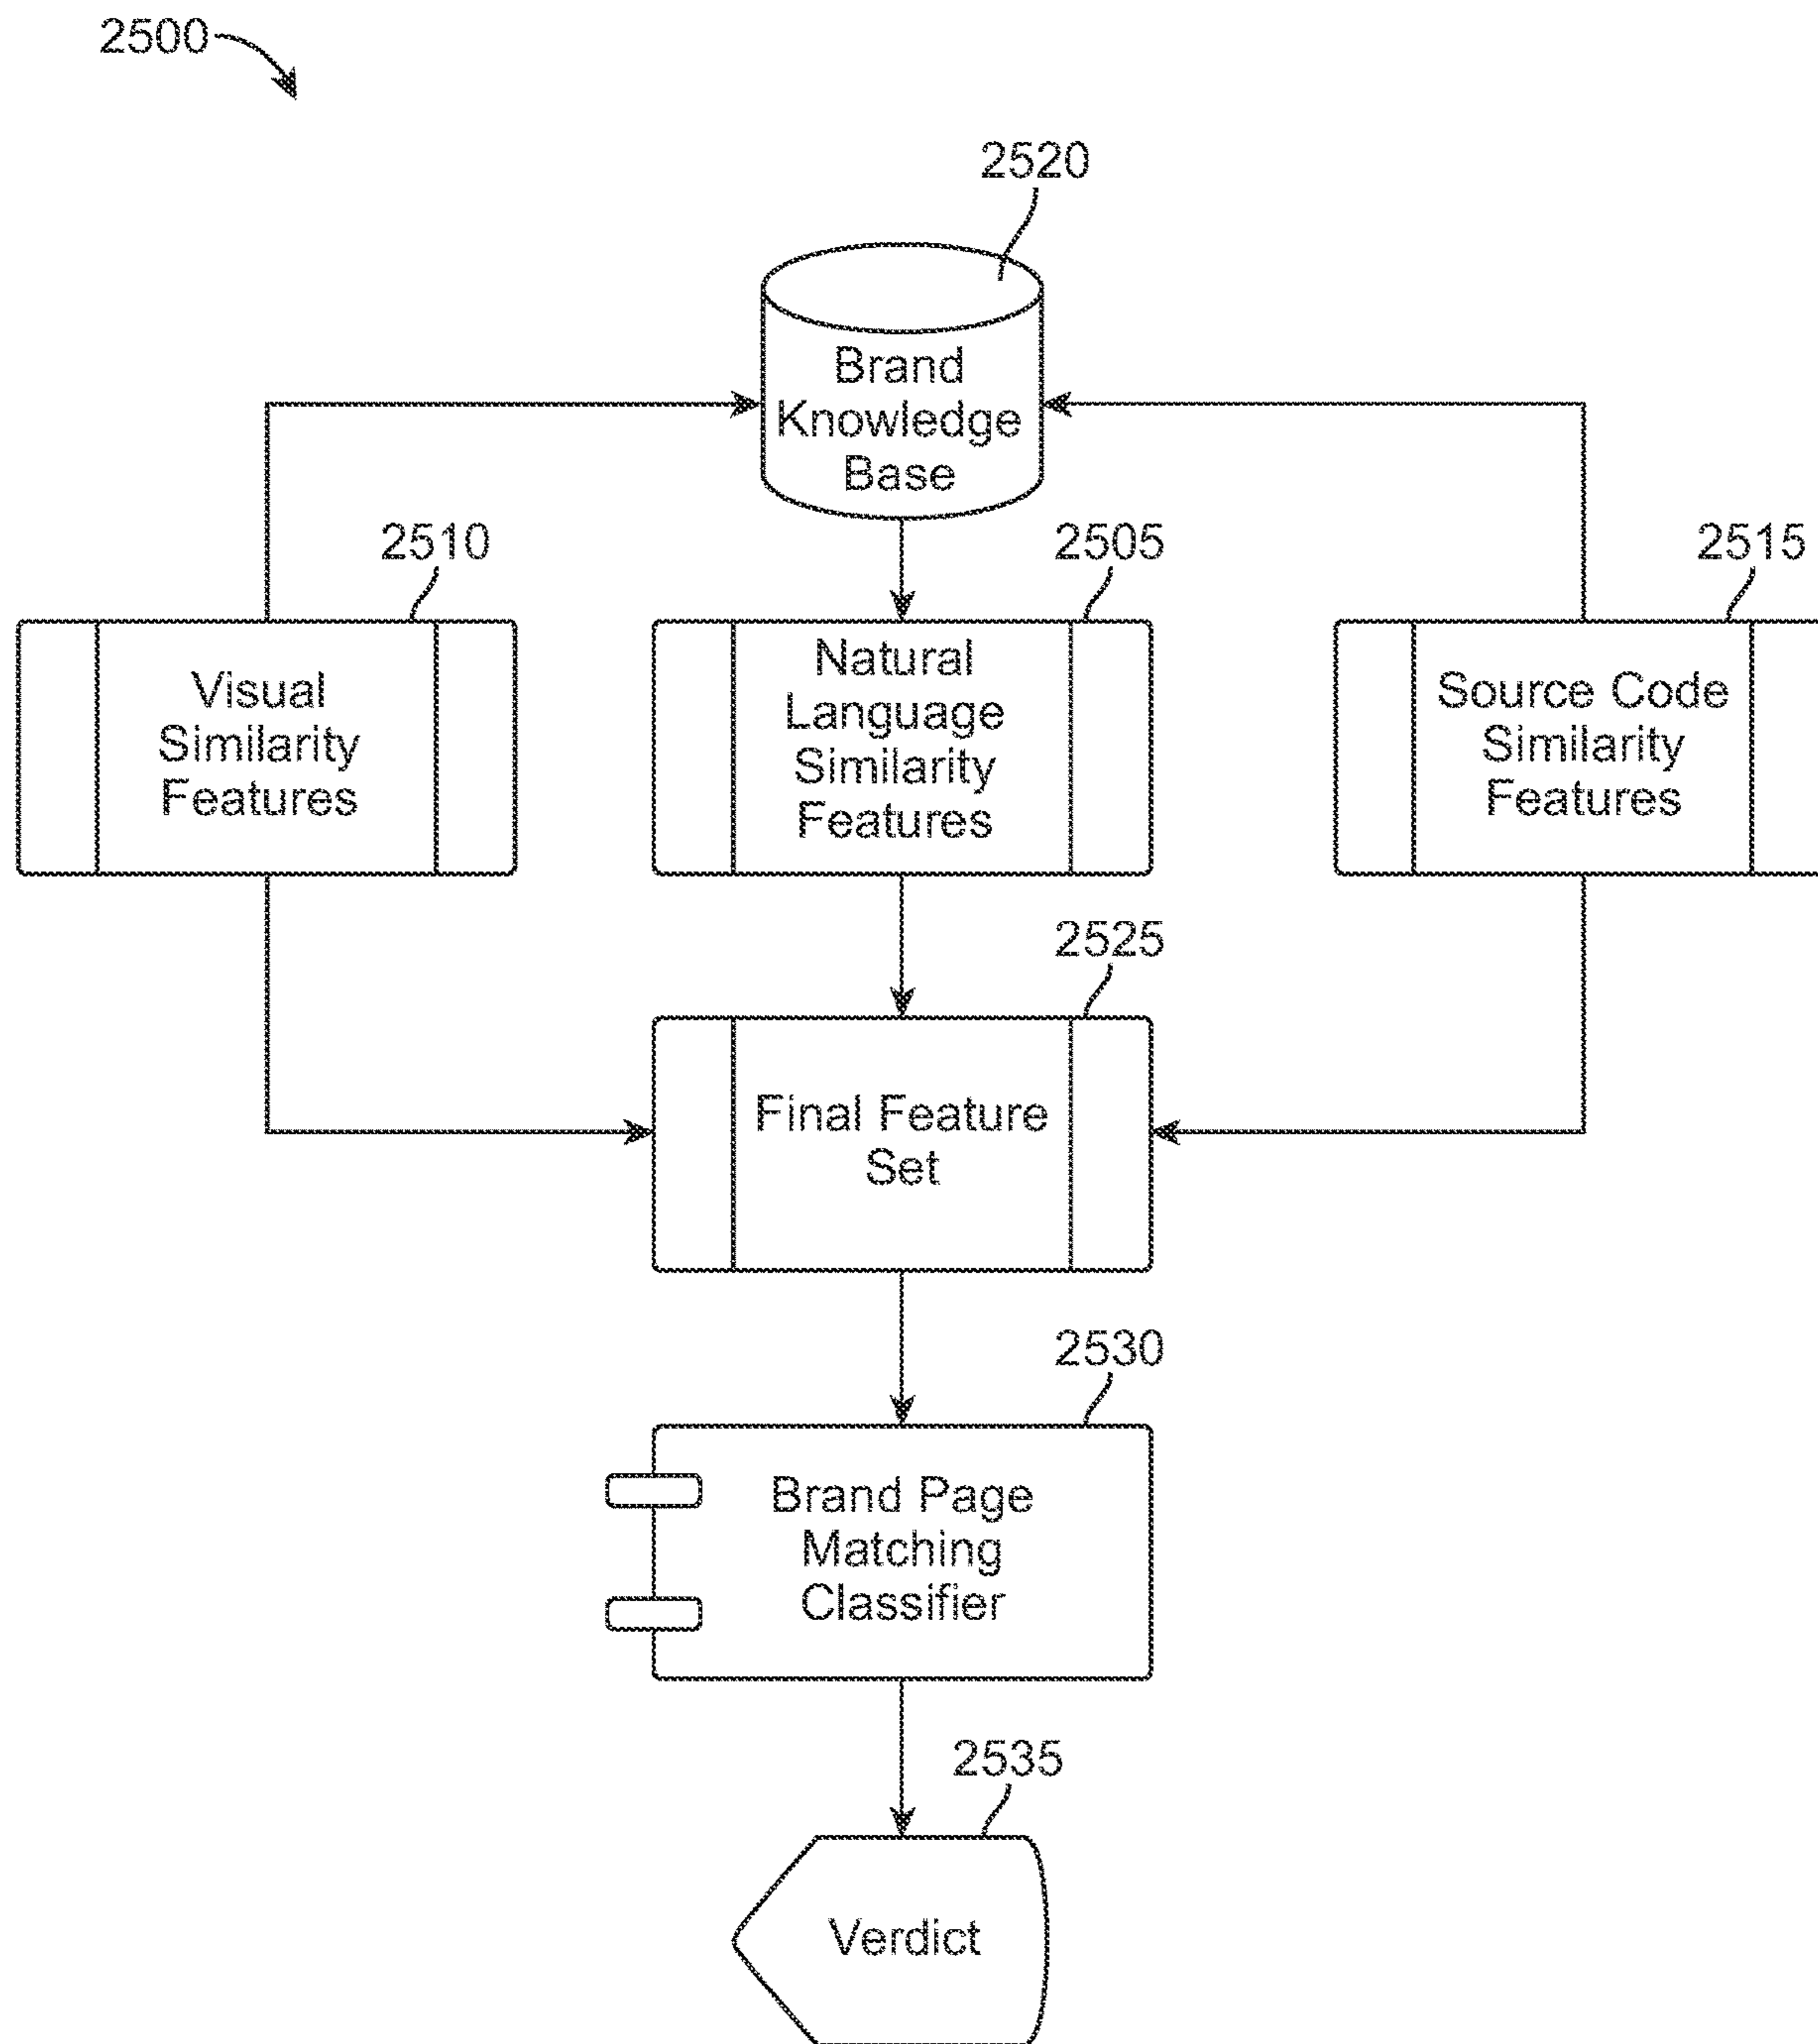 2500
2520
Brand
Knowledge
Base
2510
2505
2515
Visual
Similarity
Features
Natural
Language
Similarity
Features
Source Code
Similarity
Features
2525
Final Feature
Set
2530
Brand Page
Matching
Classifier
2535
Verdict